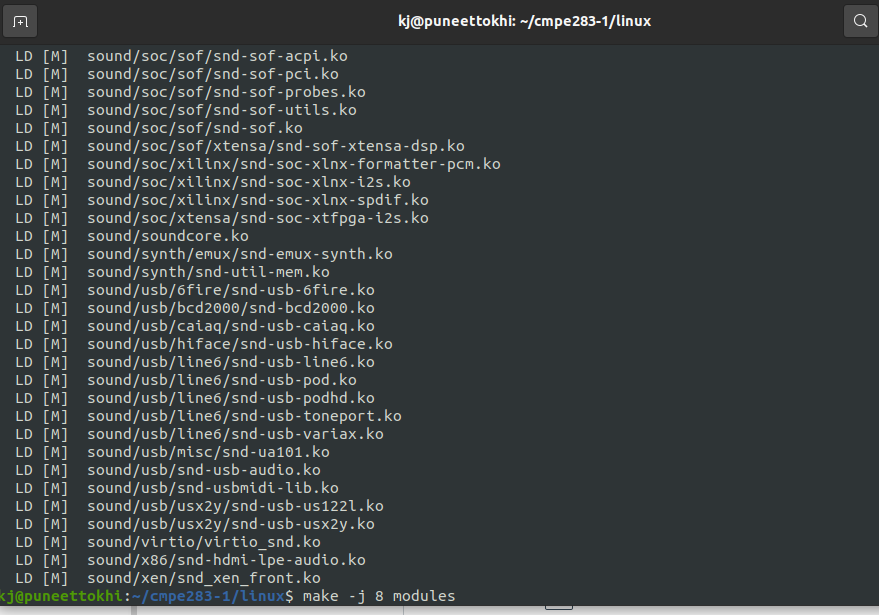 kj@puneettokhi: ~/cmpe283-1/linux
LD [M]  sound/soc/sof/snd-sof-acpi.ko
LD [M]  sound/soc/sof/snd-sof-pci.ko
LD [M]  sound/soc/sof/snd-sof-probes.ko
LD [M]  sound/soc/sof/snd-sof-utils.ko
LD [M]  sound/soc/sof/snd-sof.ko
LD [M]  sound/soc/sof/xtensa/snd-sof-xtensa-dsp.ko
LD [M]  sound/soc/xilinx/snd-soc-xlnx-formatter-pcm.ko
LD [M]  sound/soc/xilinx/snd-soc-xlnx-i2s.ko
LD [M]  sound/soc/xilinx/snd-soc-xlnx-spdif.ko
LD [M]  sound/soc/xtensa/snd-soc-xtfpga-i2s.ko
LD [M]  sound/soundcore.ko
LD [M]  sound/synth/emux/snd-emux-synth.ko
LD [M]  sound/synth/snd-util-mem.ko
LD [M]  sound/usb/6fire/snd-usb-6fire.ko
LD [M]  sound/usb/bcd2000/snd-bcd2000.ko
LD [M]  sound/usb/caiaq/snd-usb-caiaq.ko
LD [M]  sound/usb/hiface/snd-usb-hiface.ko
LD [M]  sound/usb/line6/snd-usb-line6.ko
LD [M]  sound/usb/line6/snd-usb-pod.ko
LD [M]  sound/usb/line6/snd-usb-podhd.ko
LD [M]  sound/usb/line6/snd-usb-toneport.ko
LD [M]  sound/usb/line6/snd-usb-variax.ko
LD [M]  sound/usb/misc/snd-ua101.ko
LD [M]  sound/usb/snd-usb-audio.ko
LD [M]  sound/usb/snd-usbmidi-lib.ko
LD [M]  sound/usb/usx2y/snd-usb-us122l.ko
LD [M]  sound/usb/usx2y/snd-usb-usx2y.ko
LD [M]  sound/virtio/virtio_snd.ko
LD [M]  sound/x86/snd-hdmi-lpe-audio.ko
LD [M]  sound/xen/snd_xen_front.ko
kj@puneettokhi:~/cmpe283-1/linux$ make -j 8 modules